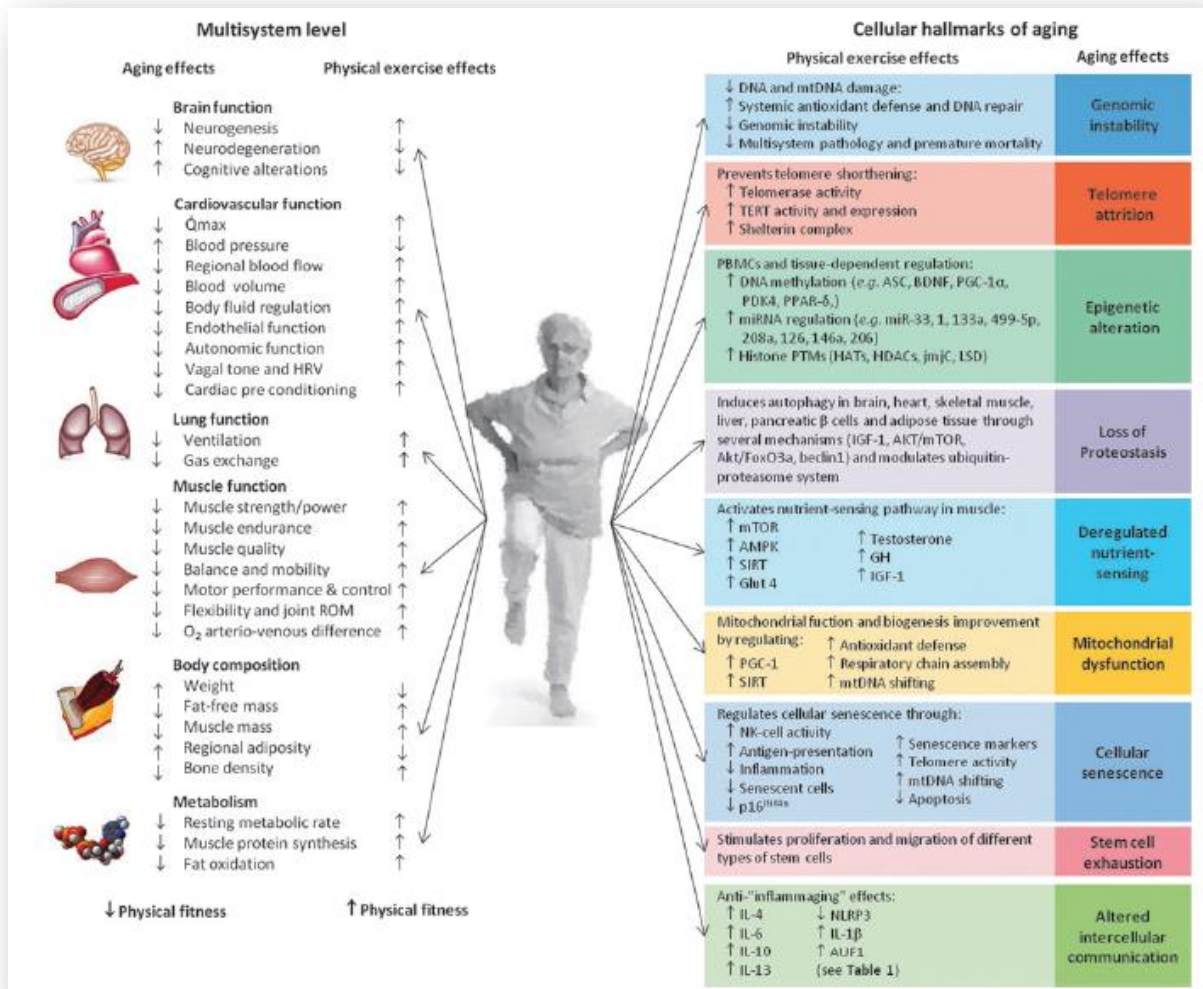 Multisystem level
Aging effects
Physical exercise effects
Brain function
↓ Neurogenesis ↑
↑ Neurodegeneration ↓
↑ Cognitive alterations ↓
Cardiovascular function
↓ Q̇max ↑
↑ Blood pressure ↓
↓ Regional blood flow ↑
↓ Blood volume ↑
↓ Body fluid regulation ↑
↓ Endothelial function ↑
↓ Autonomic function ↑
↓ Vagal tone and HRV ↑
↓ Cardiac pre conditioning ↑
Lung function
↓ Ventilation ↑
↓ Gas exchange ↑
Muscle function
↓ Muscle strength/power ↑
↓ Muscle endurance ↑
↓ Muscle quality ↑
↓ Balance and mobility ↑
↓ Motor performance & control ↑
↓ Flexibility and joint ROM ↑
↓ O₂ arterio-venous difference ↑
Body composition
↑ Weight ↓
↓ Fat-free mass ↑
↓ Muscle mass ↑
↑ Regional adiposity ↓
↓ Bone density ↑
Metabolism
↓ Resting metabolic rate ↑
↓ Muscle protein synthesis ↑
↓ Fat oxidation ↑
↓ Physical fitness
↑ Physical fitness
Cellular hallmarks of aging
Physical exercise effects
Aging effects
↓ DNA and mtDNA damage:
↑ Systemic antioxidant defense and DNA repair
↓ Genomic instability
↓ Multisystem pathology and premature mortality
Genomic
instability
Prevents telomere shortening:
↑ Telomerase activity
↑ TERT activity and expression
↑ Shelterin complex
Telomere
attrition
PBMCs and tissue-dependent regulation:
↑ DNA methylation (e.g. ASC, BDNF, PGC-1α,
PDK4, PPAR-δ,)
↑ miRNA regulation (e.g. miR-33, 1, 133a, 499-5p,
208a, 126, 146a, 206)
↑ Histone PTMs (HATs, HDACs, jmjC, LSD)
Epigenetic
alteration
Induces autophagy in brain, heart, skeletal muscle,
liver, pancreatic β cells and adipose tissue through
several mechanisms (IGF-1, AKT/mTOR,
Akt/FoxO3a, beclin1) and modulates ubiquitin-
proteasome system
Loss of
Proteostasis
Activates nutrient-sensing pathway in muscle:
↑ mTOR
↑ AMPK
↑ SIRT
↑ Glut 4
↑ Testosterone
↑ GH
↑ IGF-1
Deregulated
nutrient-
sensing
Mitochondrial fuction and biogenesis improvement
by regulating:
↑ PGC-1
↑ SIRT
↑ Antioxidant defense
↑ Respiratory chain assembly
↑ mtDNA shifting
Mitochondrial
dysfunction
Regulates cellular senescence through:
↑ NK-cell activity
↑ Antigen-presentation
↓ Inflammation
↓ Senescent cells
↓ p16
↑ Senescence markers
↑ Telomere activity
↑ mtDNA shifting
↓ Apoptosis
Cellular
senescence
Stimulates proliferation and migration of different
types of stem cells
Stem cell
exhaustion
Anti-"inflammaging" effects:
↑ IL-4
↑ IL-6
↑ IL-10
↑ IL-13
↓ NLRP3
↑ IL-1β
↑ AUF1
(see Table 1)
Altered
intercellular
communication